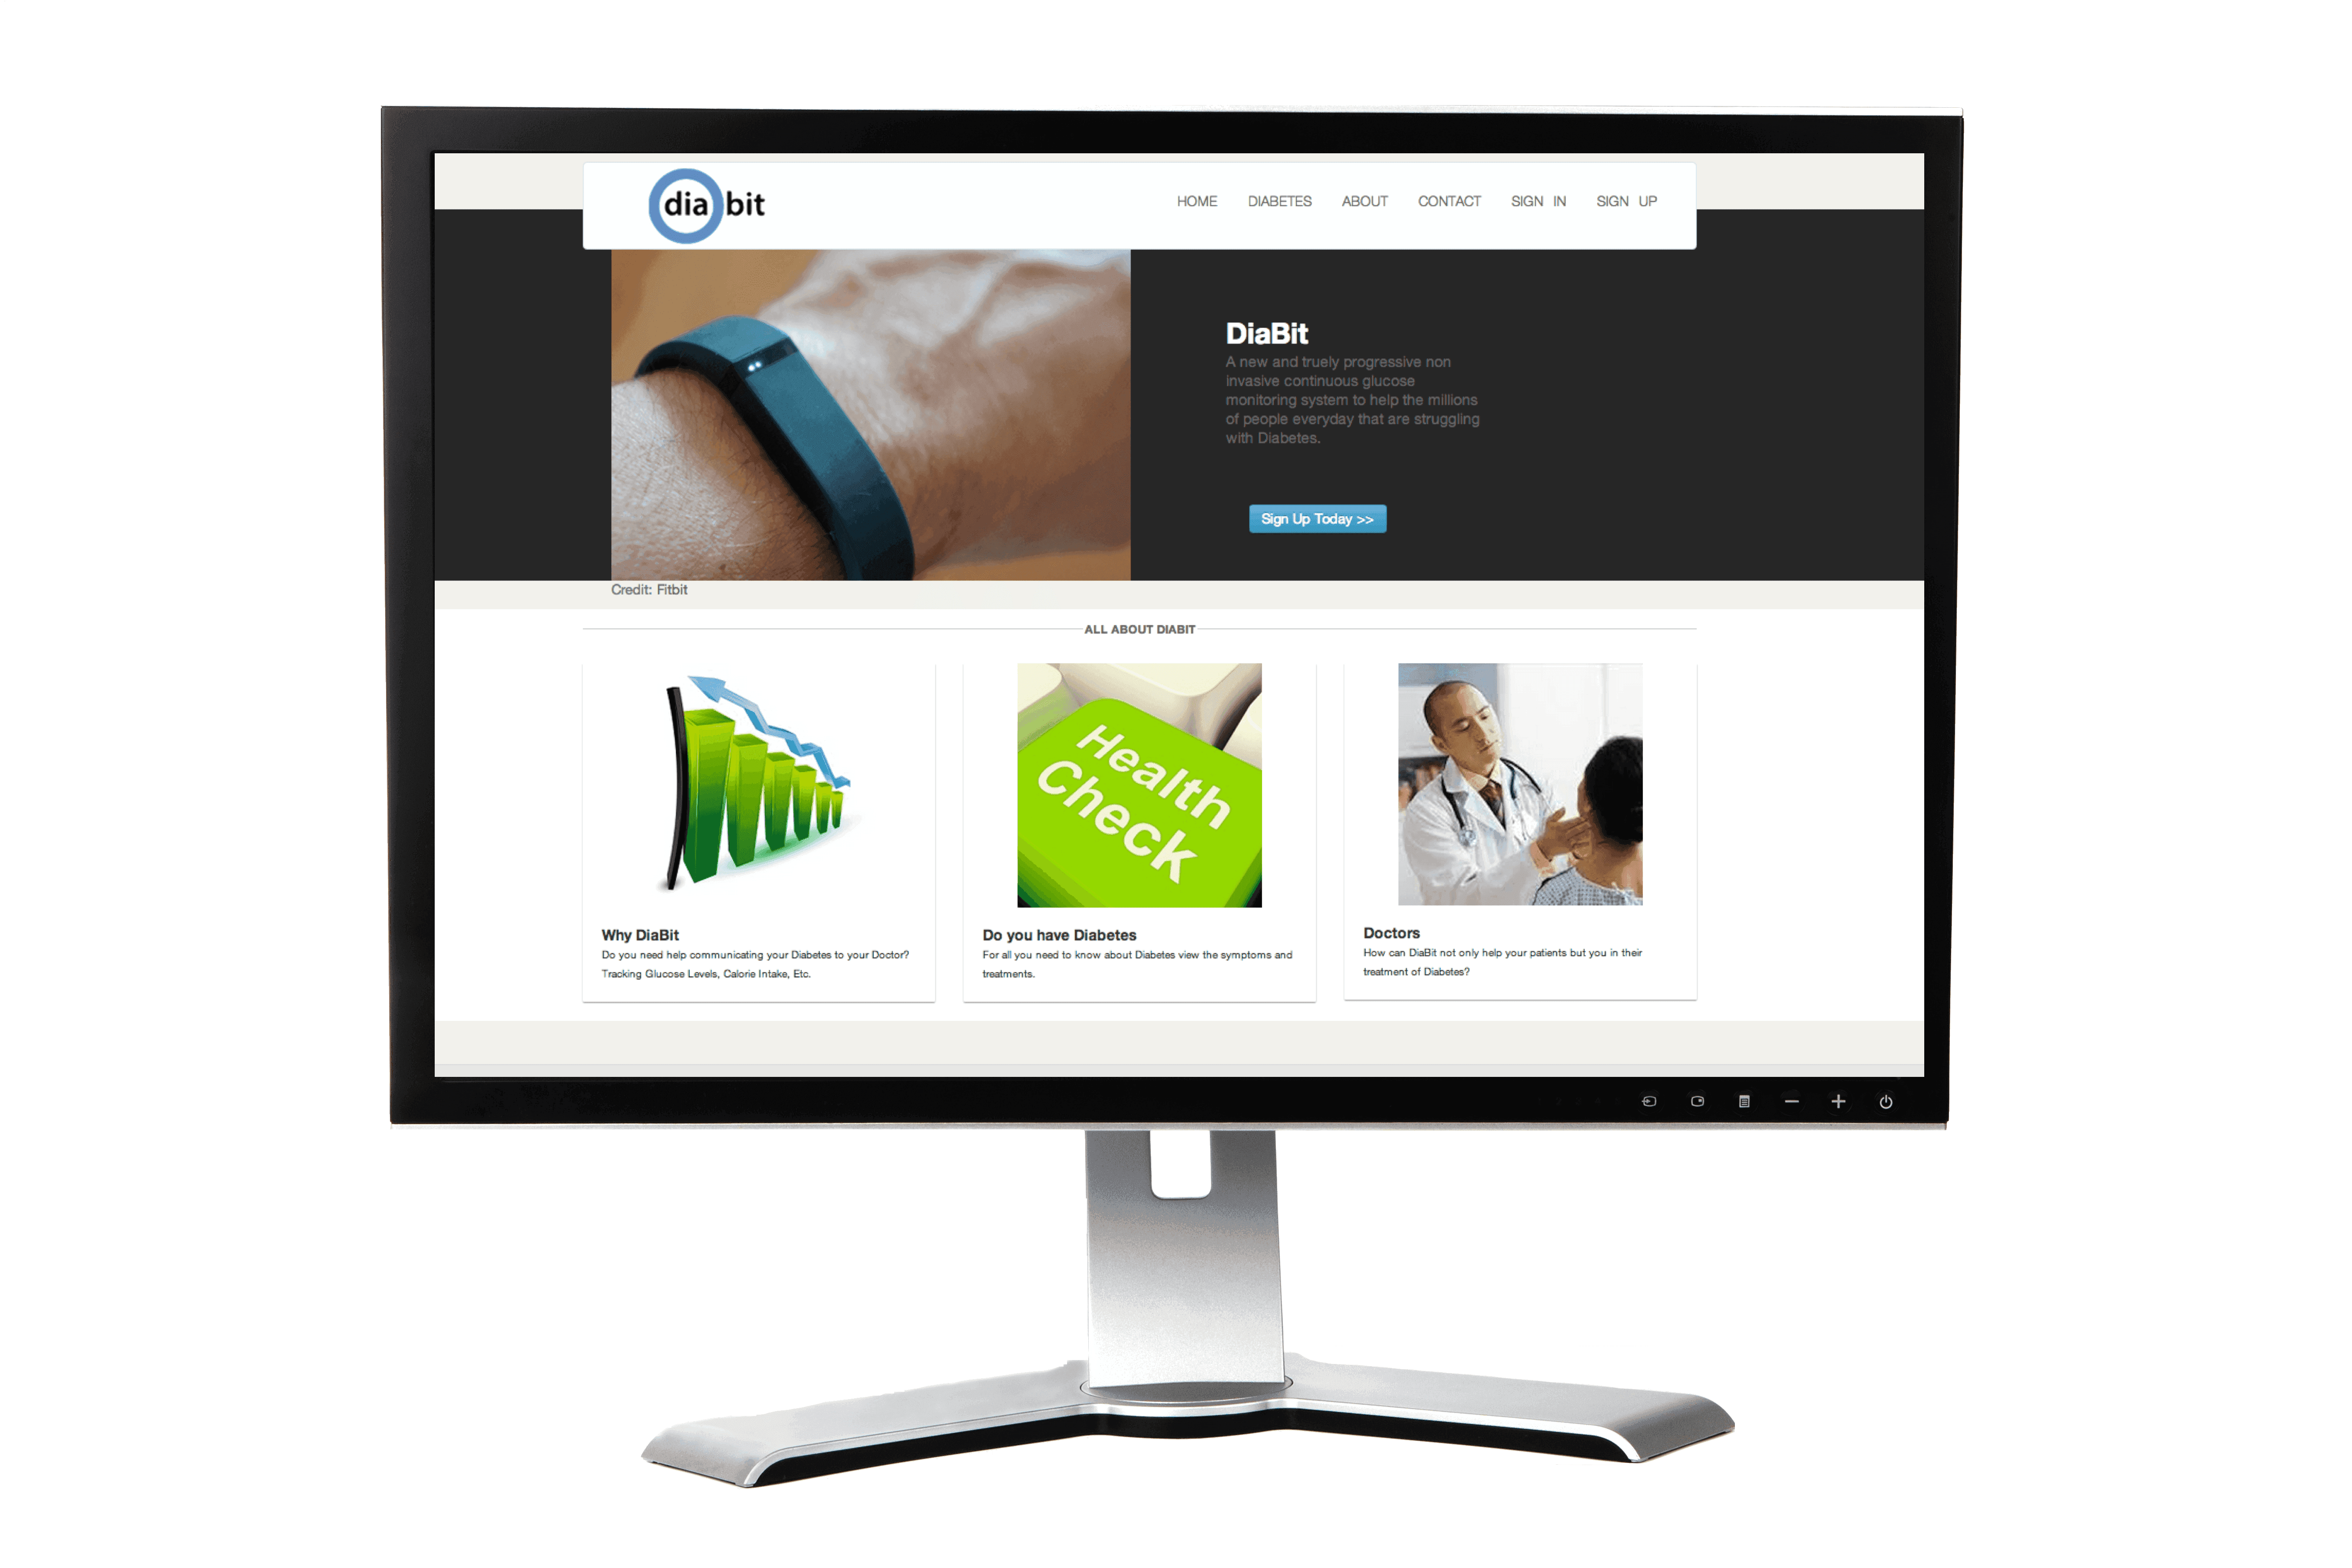 dia bit
HOME DIABETES ABOUT CONTACT SIGN IN SIGN UP
DiaBit
A new and truely progressive non
invasive continuous glucose
monitoring system to help the millions
of people everyday that are struggling
with Diabetes.
Sign Up Today >>
Credit: Fitbit
ALL ABOUT DIABIT
Health
Check
Why DiaBit
Do you need help communicating your Diabetes to your Doctor?
Tracking Glucose Levels, Calorie Intake, Etc.
Do you have Diabetes
For all you need to know about Diabetes view the symptoms and
treatments.
Doctors
How can DiaBit not only help your patients but you in their
treatment of Diabetes?